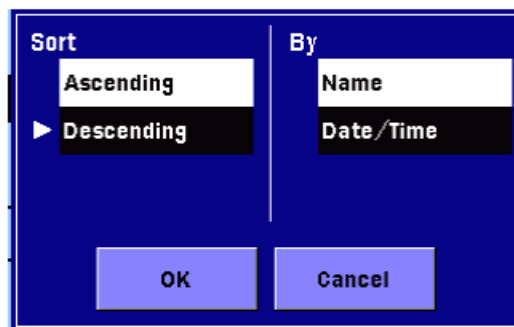 Sort
By
Ascending
Name
Descending
Date/Time
OK
Cancel